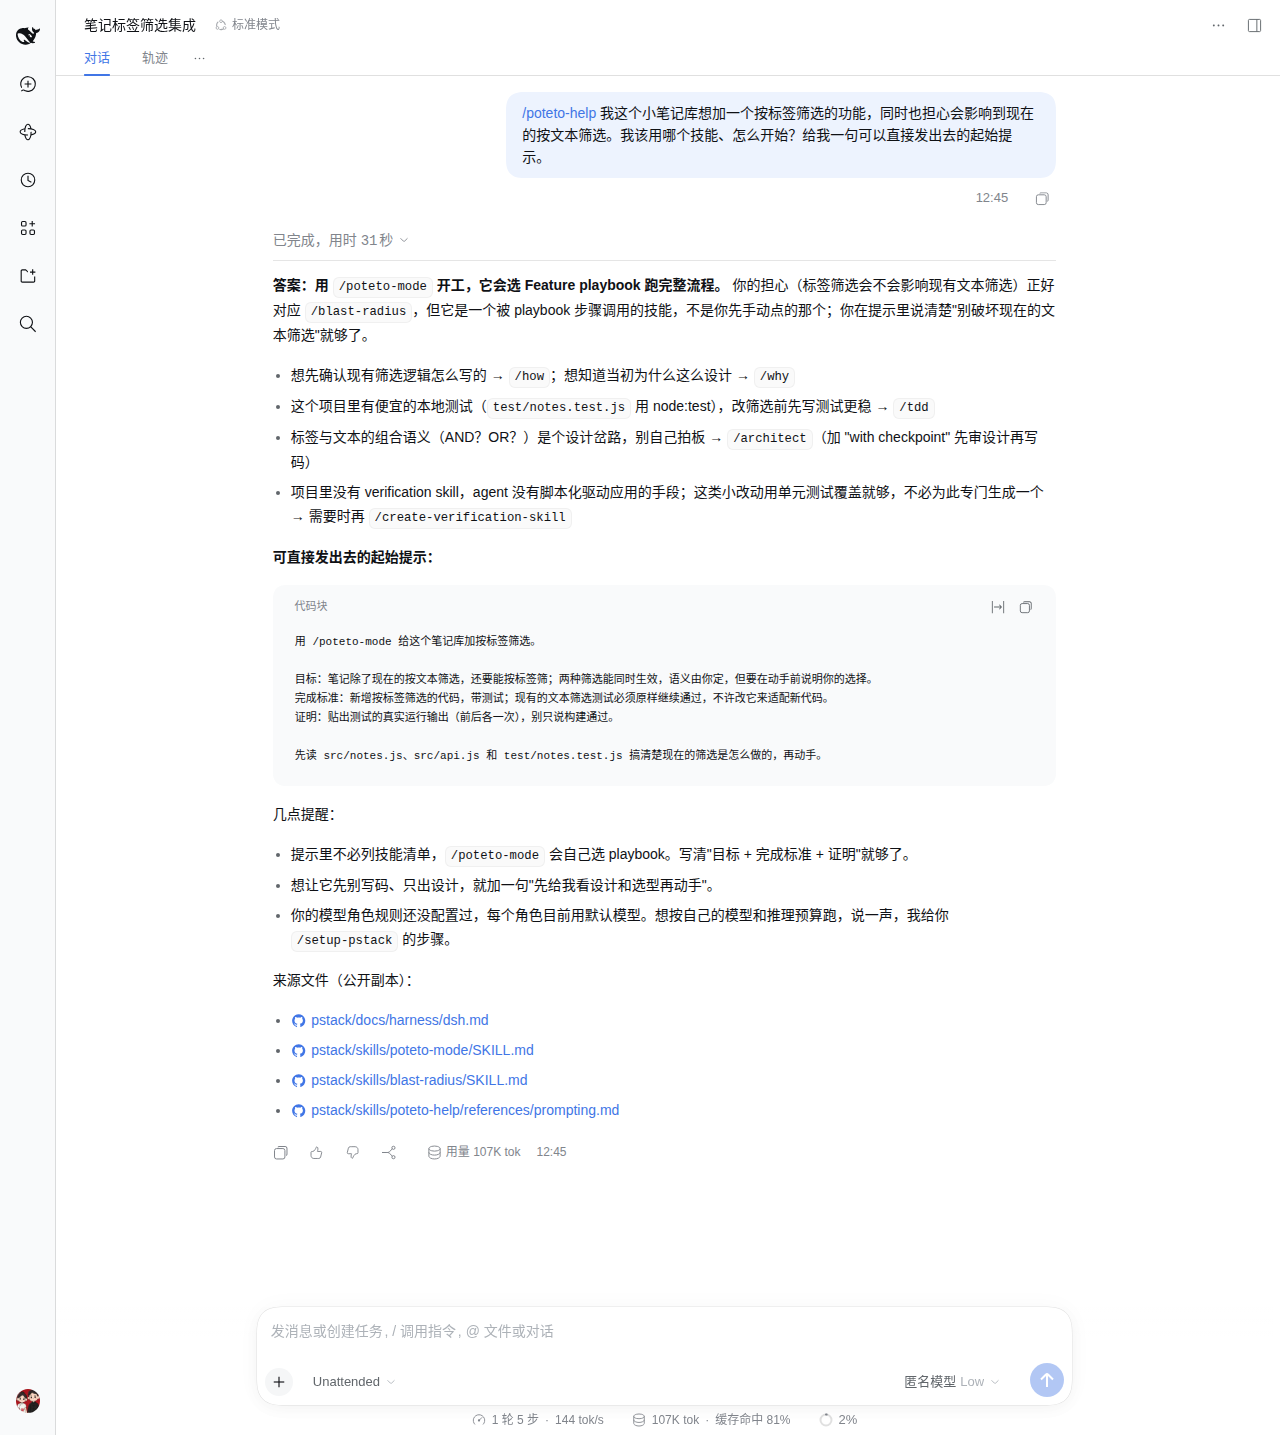 笔记标签筛选集成 标准模式
对话 轨迹 ···
/poteto-help 我这个小笔记库想加一个按标签筛选的功能，同时也担心会影响到现在
的按文本筛选。我该用哪个技能、怎么开始？给我一句可以直接发出去的起始提
示。
12:45
已完成，用时 31秒
答案：用 /poteto-mode 开工，它会选 Feature playbook 跑完整流程。 你的担心（标签筛选会不会影响现有文本筛选）正好
对应 /blast-radius，但它是一个被 playbook 步骤调用的技能，不是你先手动点的那个；你在提示里说清楚"别破坏现在的文
本筛选"就够了。
• 想先确认现有筛选逻辑怎么写的 → /how；想知道当初为什么这么设计 → /why
• 这个项目里有便宜的本地测试（test/notes.test.js 用 node:test），改筛选前先写测试更稳 → /tdd
• 标签与文本的组合语义（AND？OR？）是个设计岔路，别自己拍板 → /architect（加 "with checkpoint" 先审设计再写
码）
• 项目里没有 verification skill，agent 没有脚本化驱动应用的手段；这类小改动用单元测试覆盖就够，不必为此专门生成一个
→ 需要时再 /create-verification-skill
可直接发出去的起始提示：
代码块
用 /poteto-mode 给这个笔记库加按标签筛选。
目标：笔记除了现在的按文本筛选，还要能按标签筛；两种筛选能同时生效，语义由你定，但要在动手前说明你的选择。
完成标准：新增按标签筛选的代码，带测试；现有的文本筛选测试必须原样继续通过，不许改它来适配新代码。
证明：贴出测试的真实运行输出（前后各一次），别只说构建通过。
先读 src/notes.js、src/api.js 和 test/notes.test.js 搞清楚现在的筛选是怎么做的，再动手。
几点提醒：
• 提示里不必列技能清单，/poteto-mode 会自己选 playbook。写清"目标 + 完成标准 + 证明"就够了。
• 想让它先别写码、只出设计，就加一句"先给我看设计和选型再动手"。
• 你的模型角色规则还没配置过，每个角色目前用默认模型。想按自己的模型和推理预算跑，说一声，我给你
/setup-pstack 的步骤。
来源文件（公开副本）：
• pstack/docs/harness/dsh.md
• pstack/skills/poteto-mode/SKILL.md
• pstack/skills/blast-radius/SKILL.md
• pstack/skills/poteto-help/references/prompting.md
用量 107K tok 12:45
发消息或创建任务, / 调用指令, @ 文件或对话
Unattended 匿名模型 Low
1 轮 5 步 · 144 tok/s 107K tok · 缓存命中 81% 2%